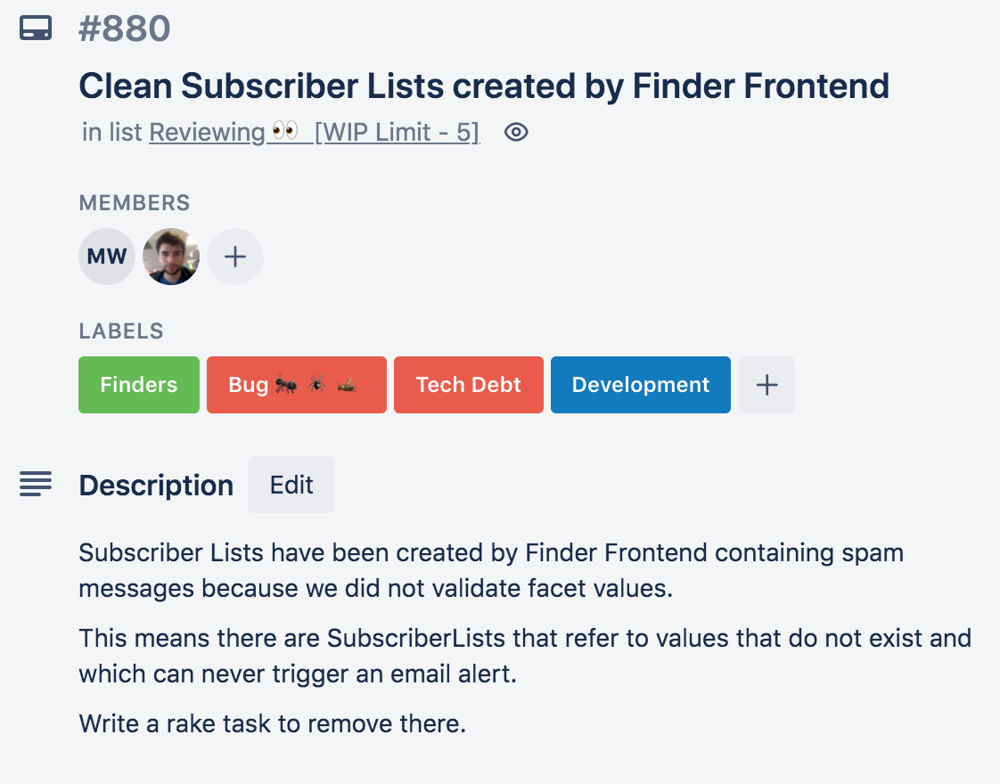 #880
Clean Subscriber Lists created by Finder Frontend
in list Reviewing 👀 [WIP Limit - 5]
MEMBERS
MW
LABELS
Finders Bug 🐜 🕷 🦗 Tech Debt Development
Description Edit
Subscriber Lists have been created by Finder Frontend containing spam
messages because we did not validate facet values.
This means there are SubscriberLists that refer to values that do not exist and
which can never trigger an email alert.
Write a rake task to remove there.